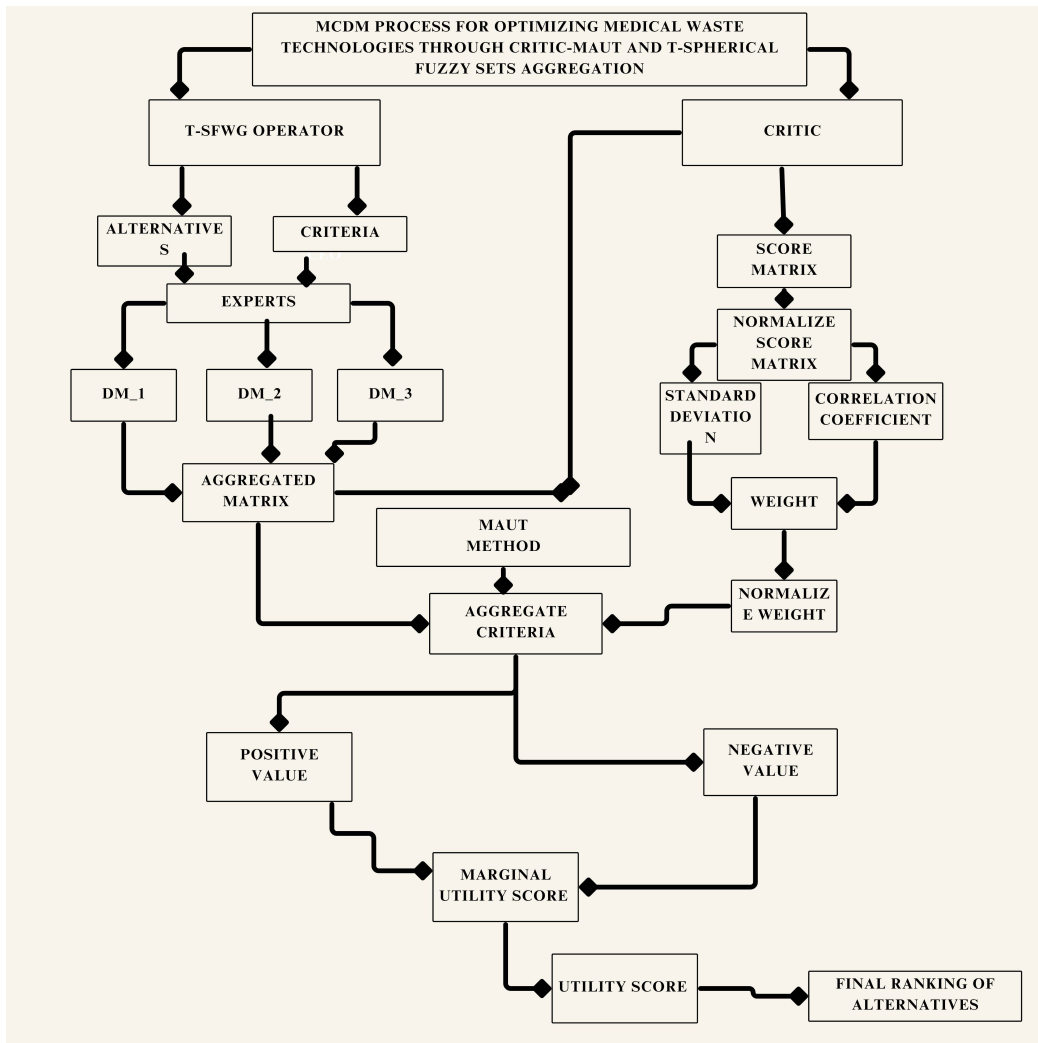 MCDM PROCESS FOR OPTIMIZING MEDICAL WASTE
TECHNOLOGIES THROUGH CRITIC-MAUT AND T-SPHERICAL
FUZZY SETS AGGREGATION
T-SFWG OPERATOR
CRITIC
ALTERNATIVE
S
CRITERIA
EXPERTS
DM_1
DM_2
DM_3
AGGREGATED
MATRIX
SCORE
MATRIX
NORMALIZE
SCORE
MATRIX
STANDARD
DEVIATIO
N
CORRELATION
COEFFICIENT
WEIGHT
NORMALIZ
E WEIGHT
MAUT
METHOD
AGGREGATE
CRITERIA
POSITIVE
VALUE
NEGATIVE
VALUE
MARGINAL
UTILITY SCORE
UTILITY SCORE
FINAL RANKING OF
ALTERNATIVES